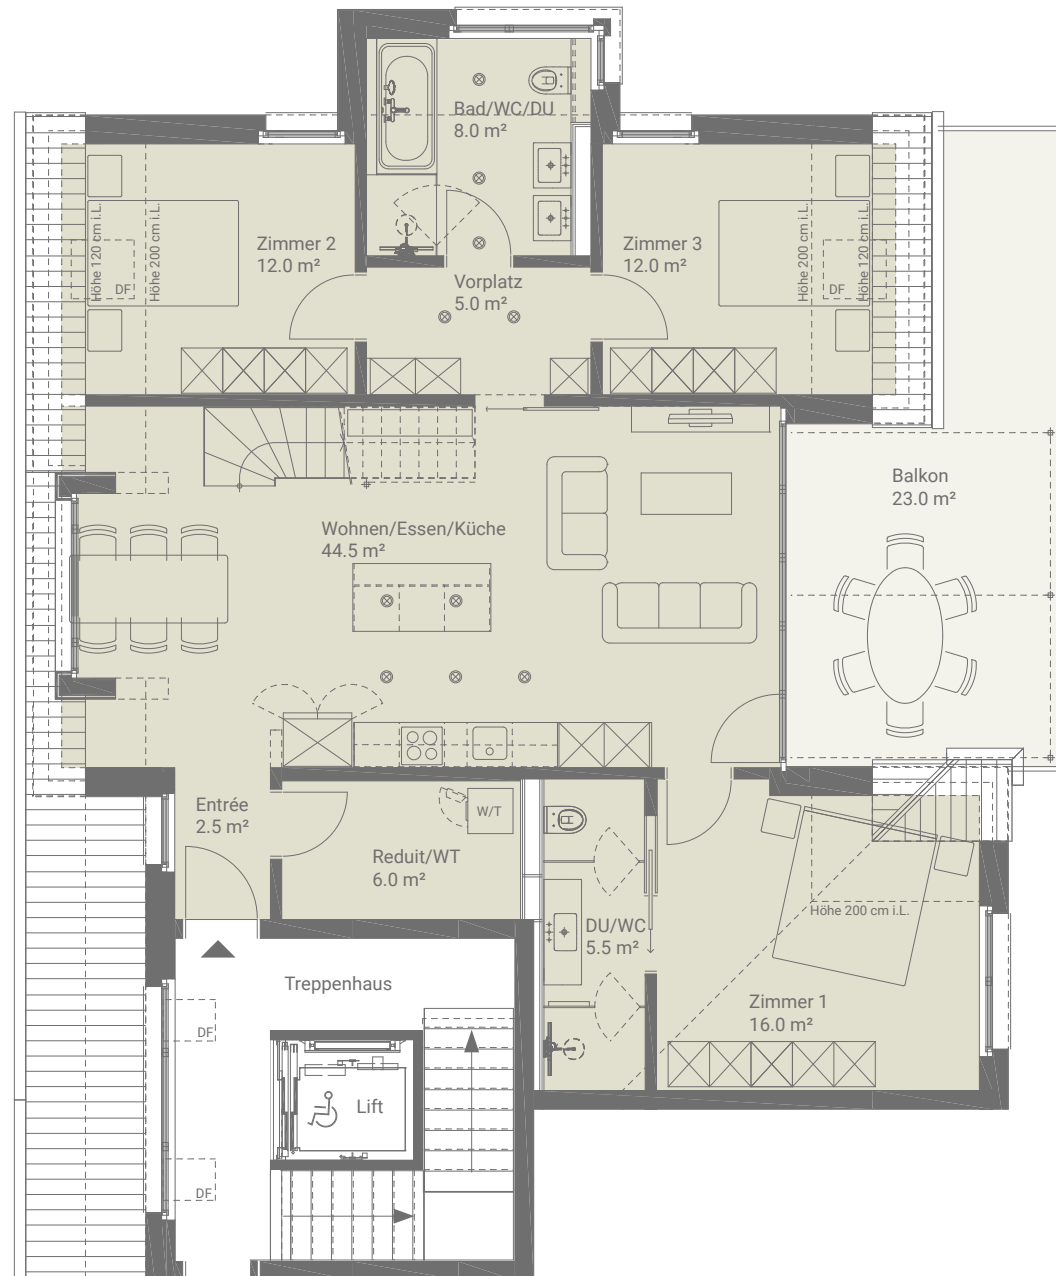 Bad/WC/DU
8.0 m²
Zimmer 2
12.0 m²
Höhe 120 cm i.L.
Höhe 200 cm i.L.
DF
Vorplatz
5.0 m²
Zimmer 3
12.0 m²
Höhe 200 cm i.L.
Höhe 120 cm i.L.
DF
Wohnen/Essen/Küche
44.5 m²
Balkon
23.0 m²
Entrée
2.5 m²
W/T
Reduit/WT
6.0 m²
DU/WC
5.5 m²
Höhe 200 cm i.L.
Zimmer 1
16.0 m²
Treppenhaus
DF
Lift
DF